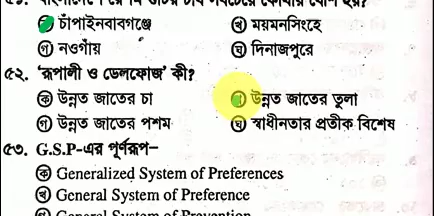 ⓚ চাঁপাইনবাবগঞ্জে ⓛ ময়মনসিংহে
গ নওগাঁয় ঘ দিনাজপুরে
৫২. ‘রূপালী ও ডেলফোজ’ কী?
ক উন্নত জাতের চা উন্নত জাতের তুলা
গ উন্নত জাতের পশম ঘ স্বাধীনতার প্রতীক বিশেষ
৫৩. G.S.P-এর পূর্ণরূপ–
ক Generalized System of Preferences
খ General System of Preference